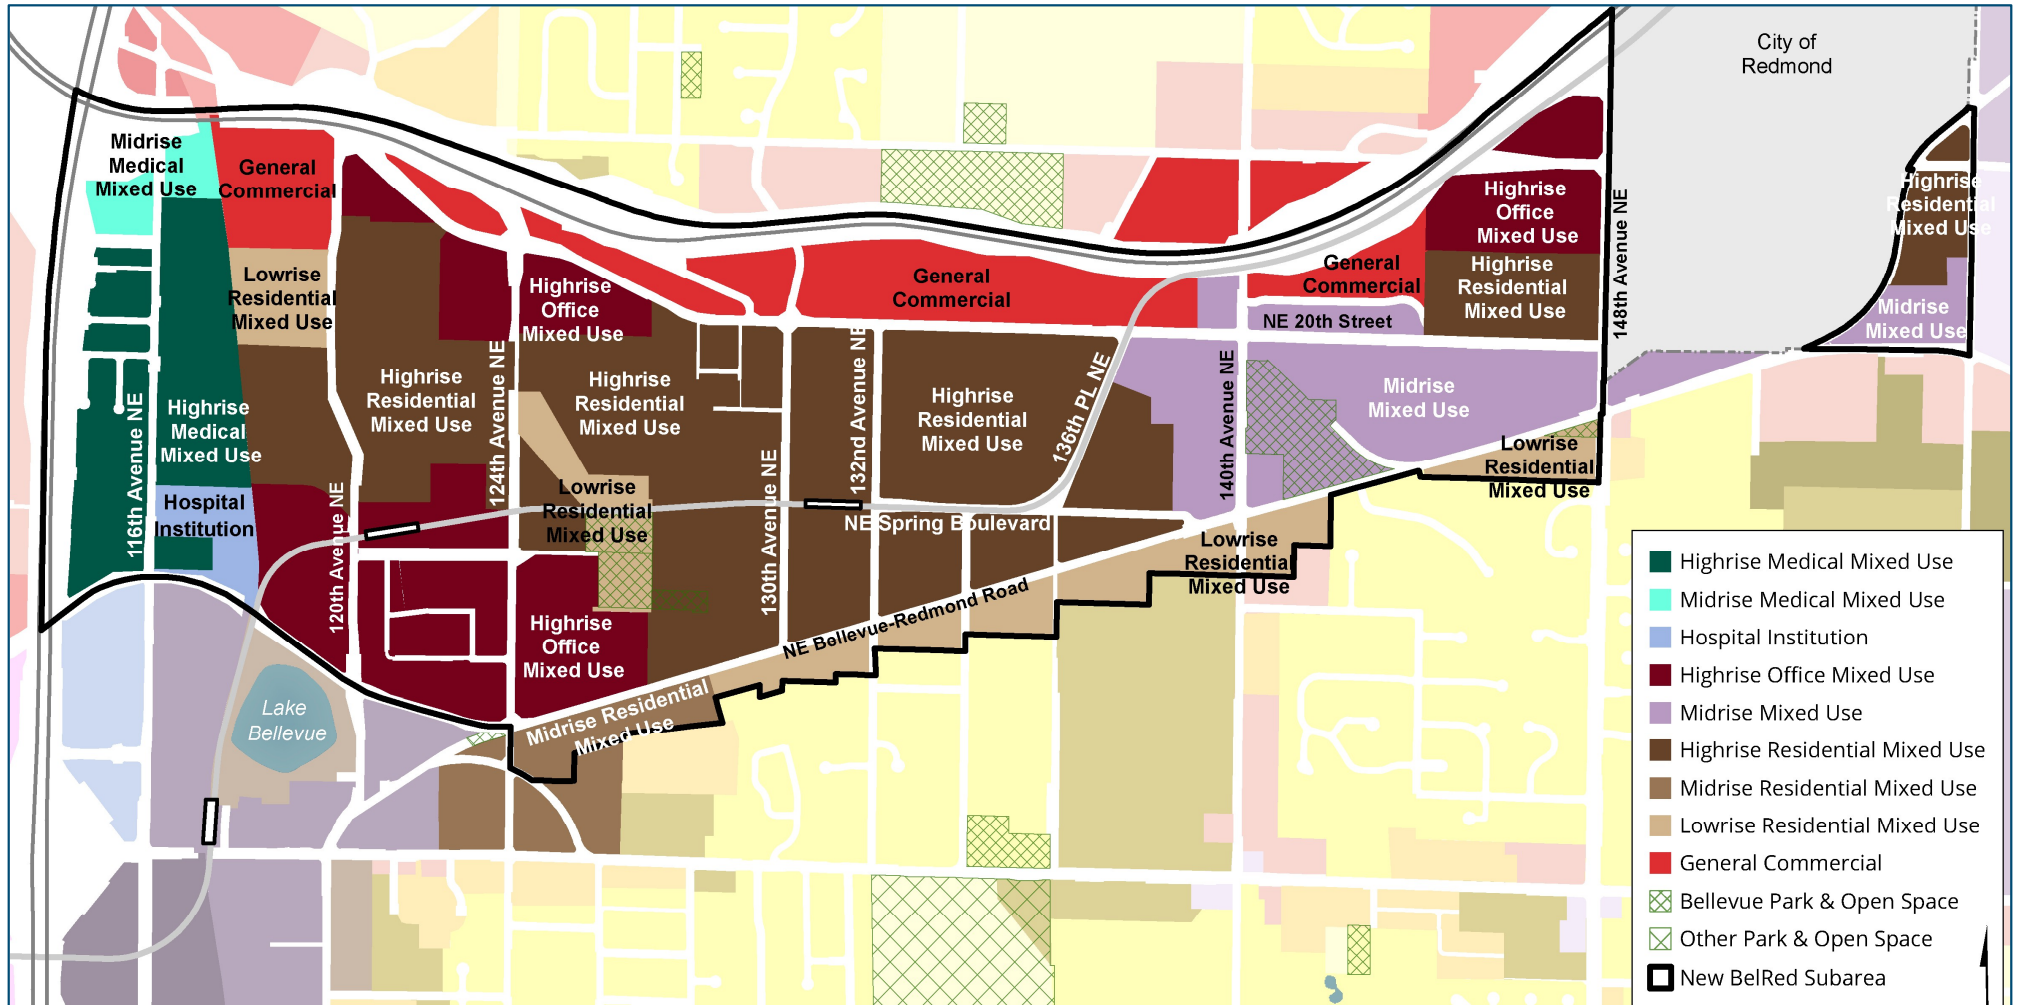 City of
Redmond
Midrise
Medical
Mixed Use
General
Commercial
Highrise
Office
Mixed Use
Highrise
Residential
Mixed Use
Lowrise
Residential
Mixed Use
Highrise
Office
Mixed Use
General
Commercial
General
Commercial
Highrise
Residential
Mixed Use
148th Avenue NE
Midrise
Mixed Use
NE 20th Street
Highrise
Medical
Mixed Use
Highrise
Residential
Mixed Use
124th Avenue NE
Highrise
Residential
Mixed Use
132nd Avenue NE
Highrise
Residential
Mixed Use
136th PL NE
140th Avenue NE
Midrise
Mixed Use
116th Avenue NE
Hospital
Institution
120th Avenue NE
Lowrise
Residential
Mixed Use
130th Avenue NE
NE Spring Boulevard
Lowrise
Residential
Mixed Use
Lowrise
Residential
Mixed Use
Highrise
Office
Mixed Use
NE Bellevue-Redmond Road
Midrise Residential
Mixed Use
Lake
Bellevue
Highrise Medical Mixed Use
Midrise Medical Mixed Use
Hospital Institution
Highrise Office Mixed Use
Midrise Mixed Use
Highrise Residential Mixed Use
Midrise Residential Mixed Use
Lowrise Residential Mixed Use
General Commercial
Bellevue Park & Open Space
Other Park & Open Space
New BelRed Subarea